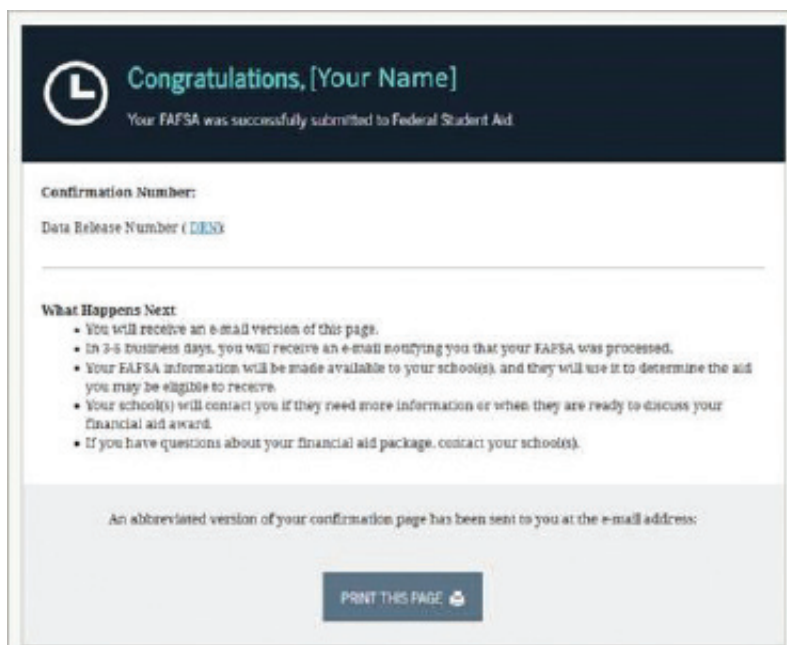 Congratulations, [Your Name]
Your FAFSA was successfully submitted to Federal Student Aid
Confirmation Number:
Data Release Number ( DRN):
What Happens Next
• You will receive an e-mail version of this page.
• In 3-5 business days, you will receive an e-mail notifying you that your FAFSA was processed.
• Your FAFSA information will be made available to your school(s), and they will use it to determine the aid
you may be eligible to receive.
• Your school(s) will contact you if they need more information or when they are ready to discuss your
financial aid award.
• If you have questions about your financial aid package, contact your school(s).
An abbreviated version of your confirmation page has been sent to you at the e-mail address:
PRINT THIS PAGE